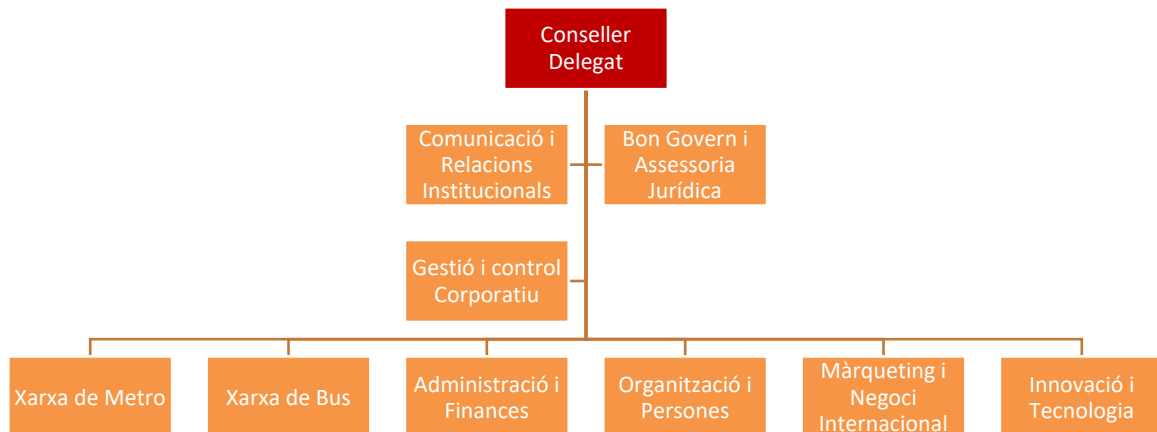 Conseller
Delegat
Comunicació i
Relacions
Institucionals
Bon Govern i
Assessoria
Jurídica
Gestió i control
Corporatiu
Xarxa de Metro
Xarxa de Bus
Administració i
Finances
Organització i
Persones
Màrqueting i
Negoci
Internacional
Innovació i
Tecnologia